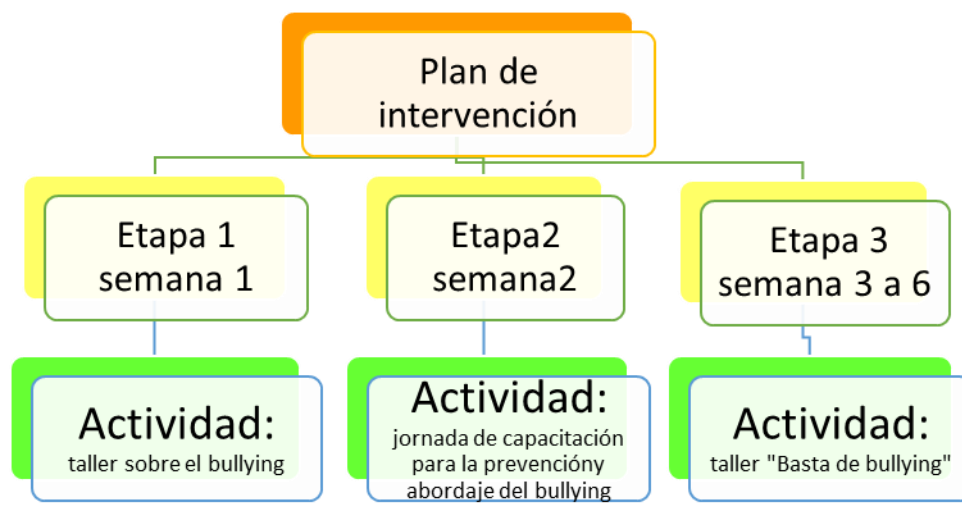 Plan de
intervención
Etapa 1
semana 1
Etapa2
semana2
Etapa 3
semana 3 a 6
Actividad:
taller sobre el bullying
Actividad:
jornada de capacitación
para la prevencióny
abordaje del bullying
Actividad:
taller "Basta de bullying"